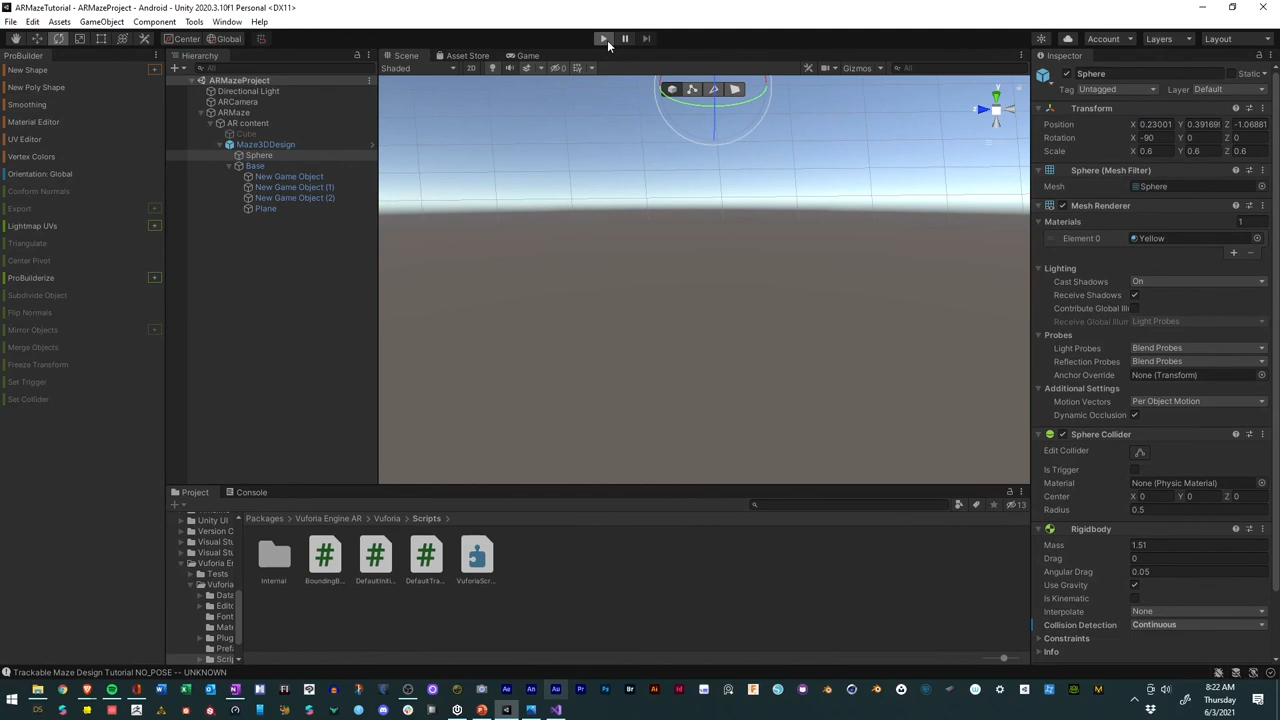 ARMazeTutorial - ARMazeProject - Android - Unity 2020.3.10f1 Personal <DX11>
File Edit Assets GameObject Component Tools Window Help
Center Global Account Layers Layout
ProBuilder
New Shape
New Poly Shape
Smoothing
Material Editor
UV Editor
Vertex Colors
Orientation: Global
Conform Normals
Export
Lightmap UVs
Triangulate
Center Pivot
ProBuilderize
Subdivide Object
Flip Normals
Mirror Objects
Merge Objects
Freeze Transform
Set Trigger
Set Collider
Hierarchy
All
ARMazeProject
Directional Light
ARCamera
ARMaze
AR content
Cube
Maze3DDesign
Sphere
Base
New Game Object
New Game Object (1)
New Game Object (2)
Plane
Scene Asset Store Game
Shaded 2D 0 Gizmos All
Inspector
Sphere Static
Tag Untagged Layer Default
Transform
Position X 0.23001 Y 0.391695 Z -1.06881
Rotation X -90 Y 0 Z 0
Scale X 0.6 Y 0.6 Z 0.6
Sphere (Mesh Filter)
Mesh Sphere
Mesh Renderer
Materials 1
Element 0 Yellow
Lighting
Cast Shadows On
Receive Shadows
Contribute Global Illu
Receive Global Illum Light Probes
Probes
Light Probes Blend Probes
Reflection Probes Blend Probes
Anchor Override None (Transform)
Additional Settings
Motion Vectors Per Object Motion
Dynamic Occlusion
Sphere Collider
Edit Collider
Is Trigger
Material None (Physic Material)
Center X 0 Y 0 Z 0
Radius 0.5
Rigidbody
Mass 1.51
Drag 0
Angular Drag 0.05
Use Gravity
Is Kinematic
Interpolate None
Collision Detection Continuous
Constraints
Info
Project Console
13
Unity UI
Version C
Visual Stu
Visual Stu
Vuforia En
Tests
Vuforia
Data
Edito
Font
Mate
Plug
Prefa
Scrip
Packages > Vuforia Engine AR > Vuforia > Scripts
Internal BoundingB... DefaultIniti... DefaultTra... VuforiaScr...
Trackable Maze Design Tutorial NO_POSE -- UNKNOWN
8:22 AM
Thursday
6/3/2021